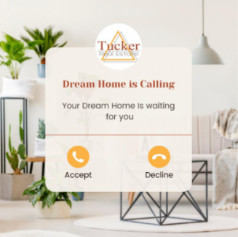 Tucker
Dream Home is Calling
Your Dream Home Is waiting
for you
Accept
Decline